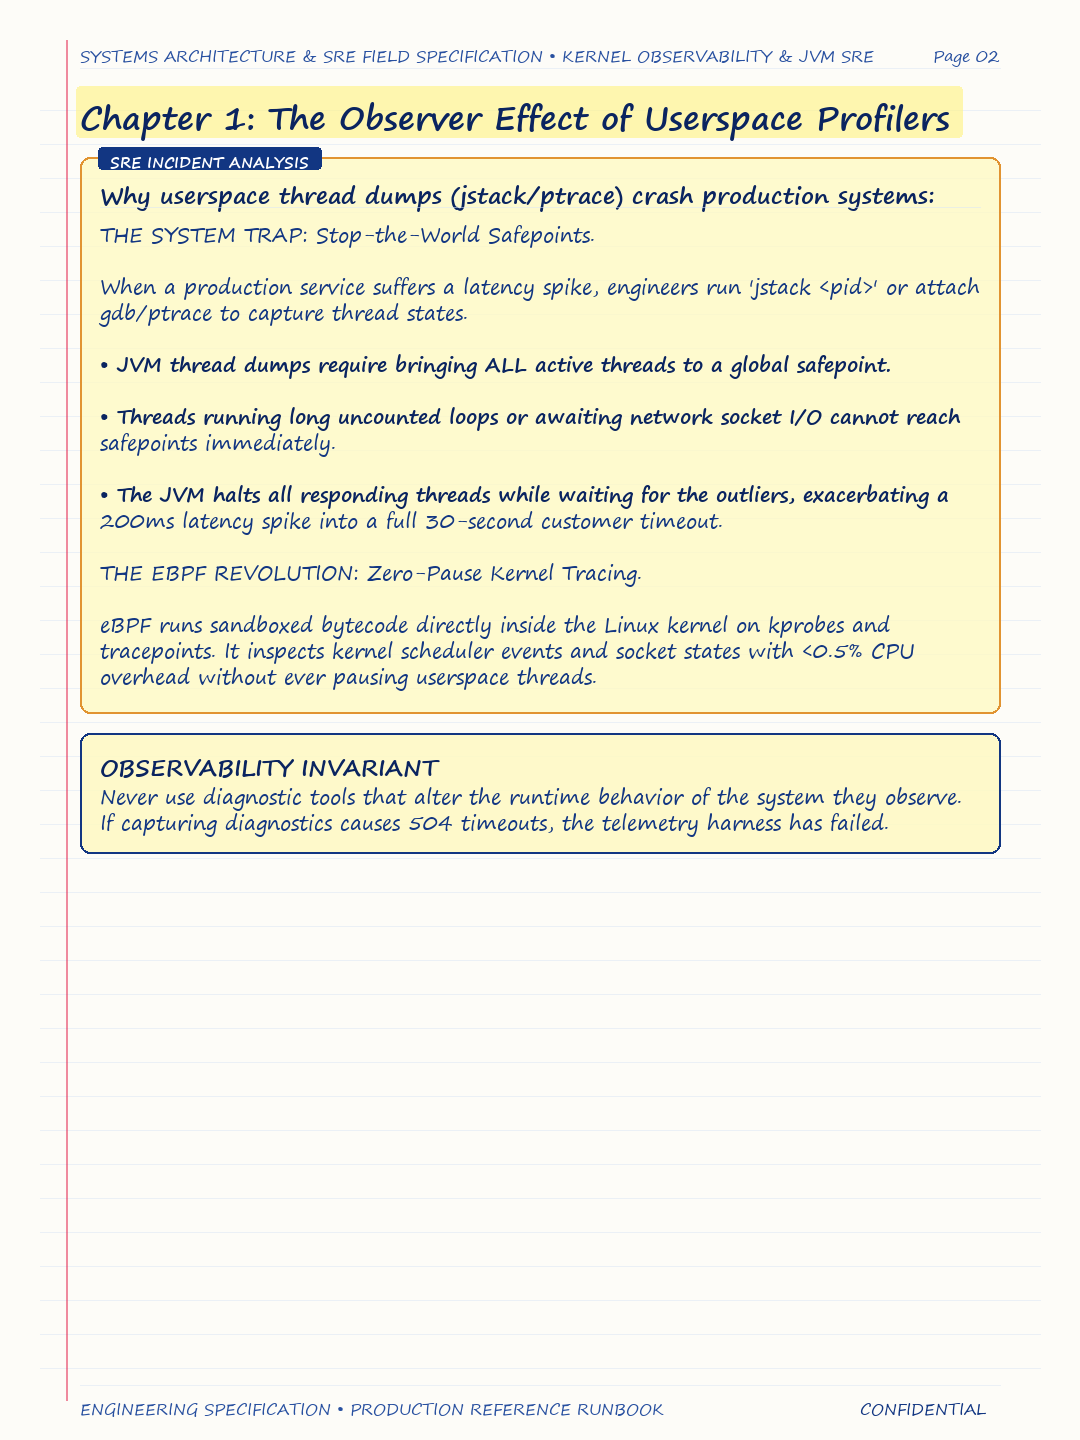 SYSTEMS ARCHITECTURE & SRE FIELD SPECIFICATION • KERNEL OBSERVABILITY & JVM SRE Page 02
Chapter 1: The Observer Effect of Userspace Profilers
SRE INCIDENT ANALYSIS
Why userspace thread dumps (jstack/ptrace) crash production systems:
THE SYSTEM TRAP: Stop-the-World Safepoints.
When a production service suffers a latency spike, engineers run 'jstack <pid>' or attach
gdb/ptrace to capture thread states.
• JVM thread dumps require bringing ALL active threads to a global safepoint.
• Threads running long uncounted loops or awaiting network socket I/O cannot reach
safepoints immediately.
• The JVM halts all responding threads while waiting for the outliers, exacerbating a
200ms latency spike into a full 30-second customer timeout.
THE EBPF REVOLUTION: Zero-Pause Kernel Tracing.
eBPF runs sandboxed bytecode directly inside the Linux kernel on kprobes and
tracepoints. It inspects kernel scheduler events and socket states with <0.5% CPU
overhead without ever pausing userspace threads.
OBSERVABILITY INVARIANT
Never use diagnostic tools that alter the runtime behavior of the system they observe.
If capturing diagnostics causes 504 timeouts, the telemetry harness has failed.
ENGINEERING SPECIFICATION • PRODUCTION REFERENCE RUNBOOK CONFIDENTIAL